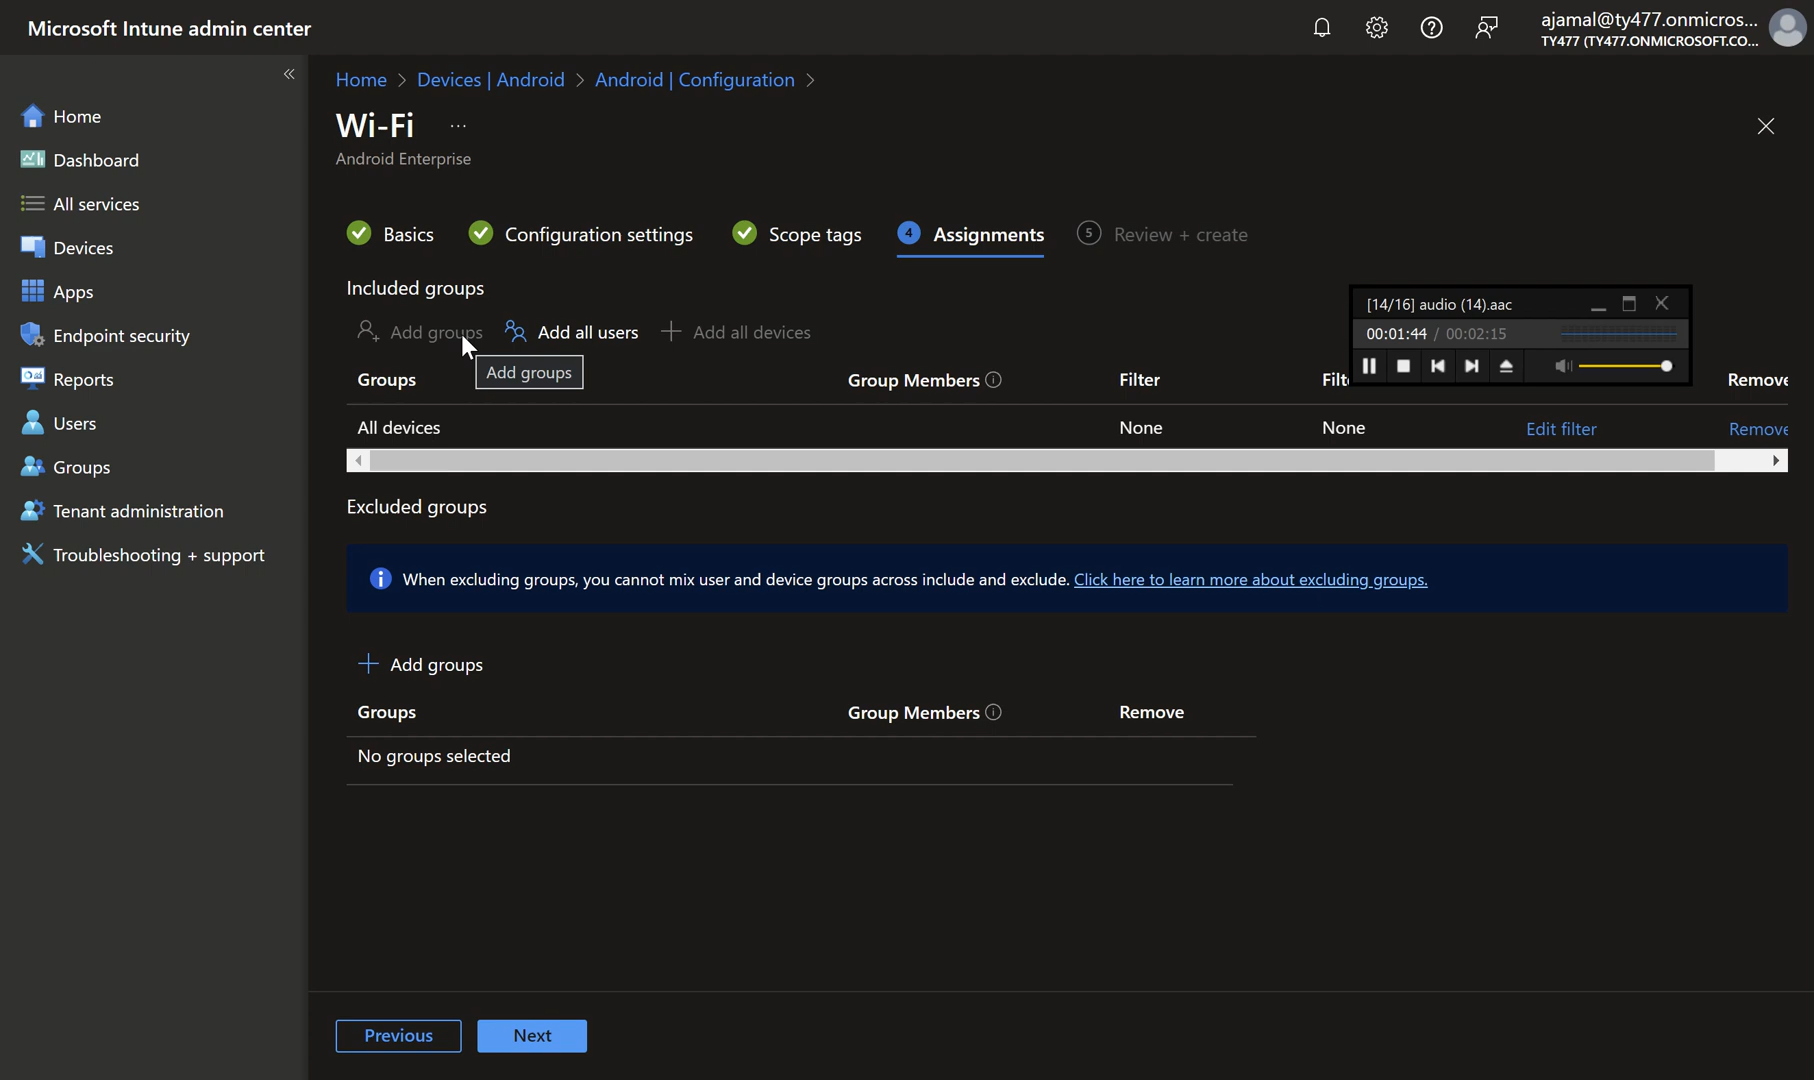 Microsoft Intune admin center
ajamal@ty477.onmicros...
TY477 (TY477.ONMICROSOFT.CO...
Home
Dashboard
All services
Devices
Apps
Endpoint security
Reports
Users
Groups
Tenant administration
Troubleshooting + support
Home > Devices | Android > Android | Configuration >
Wi-Fi ...
Android Enterprise
Basics Configuration settings Scope tags 4 Assignments 5 Review + create
Included groups
Add groups Add all users Add all devices
Add groups
[14/16] audio (14).aac
00:01:44 / 00:02:15
Groups Group Members Filter Filt Remove
All devices None None Edit filter Remove
Excluded groups
When excluding groups, you cannot mix user and device groups across include and exclude. Click here to learn more about excluding groups.
Add groups
Groups Group Members Remove
No groups selected
Previous Next